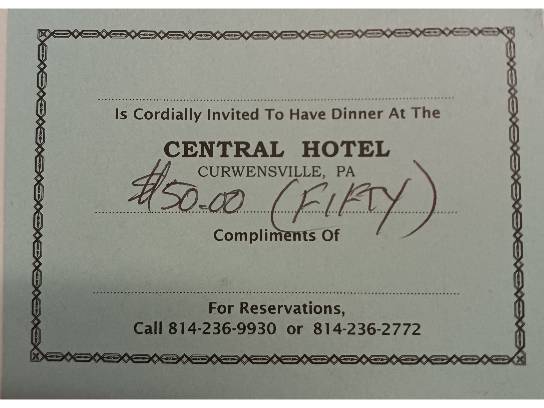 Is Cordially Invited To Have Dinner At The
CENTRAL HOTEL
CURWENSVILLE, PA
$50.00 (FIFTY)
Compliments Of
For Reservations,
Call 814-236-9930 or 814-236-2772